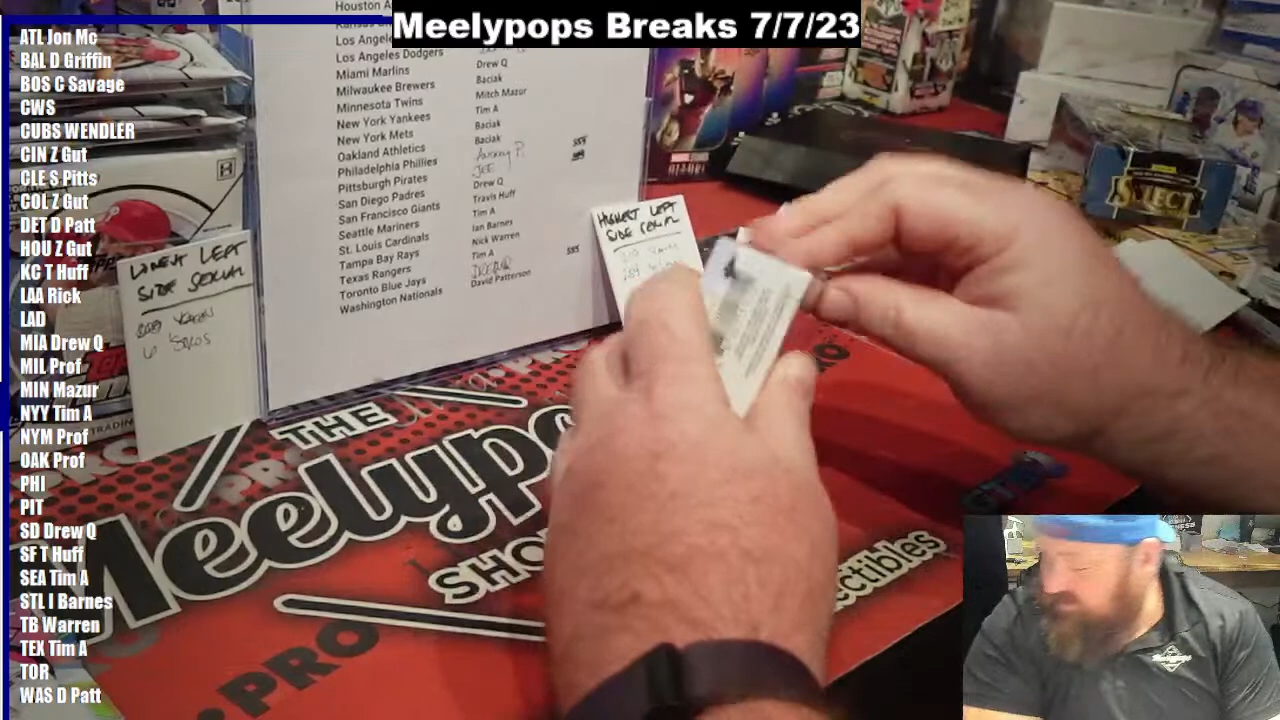 Meelypops Breaks 7/7/23
ATL Jon Mc
BAL D Griffin
BOS C Savage
CWS
CUBS WENDLER
CIN Z Gut
CLE S Pitts
COL Z Gut
DET D Patt
HOU Z Gut
KC T Huff
LAA Rick
LAD
MIA Drew Q
MIL Prof
MIN Mazur
NYY Tim A
NYM Prof
OAK Prof
PHI
PIT
SD Drew Q
SF T Huff
SEA Tim A
STL I Barnes
TB Warren
TEX Tim A
TOR
WAS D Patt
Houston A
Los Angele
Los Angeles Dodgers
Miami Marlins Drew Q
Milwaukee Brewers Baciak
Minnesota Twins Mitch Mazur
New York Yankees Tim A
New York Mets Baciak
Oakland Athletics Baciak
Philadelphia Phillies
Pittsburgh Pirates
San Diego Padres Drew Q
San Francisco Giants Travis Huff
Seattle Mariners Tim A
St. Louis Cardinals Ian Barnes
Tampa Bay Rays Nick Warren
Texas Rangers Tim A
Toronto Blue Jays
Washington Nationals David Patterson
LOWEST LEFT
SIDE SERIAL
HIGHEST LEFT
SIDE SERIAL
SELECT
THE
Meelypo
SHO
PRO